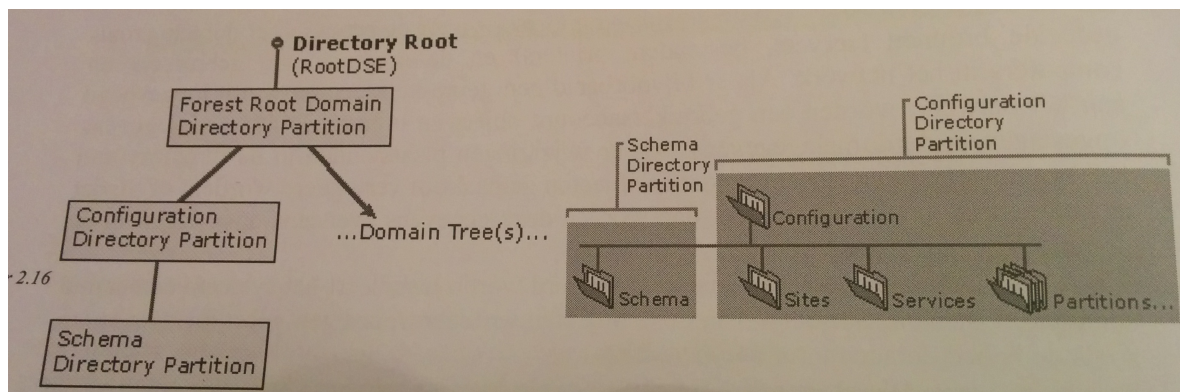 Directory Root
(RootDSE)
Forest Root Domain
Directory Partition
Configuration
Directory Partition
...Domain Tree(s)...
2.16
Schema
Directory Partition
Schema
Directory
Partition
Configuration
Directory
Partition
Configuration
Schema
Sites
Services
Partitions...